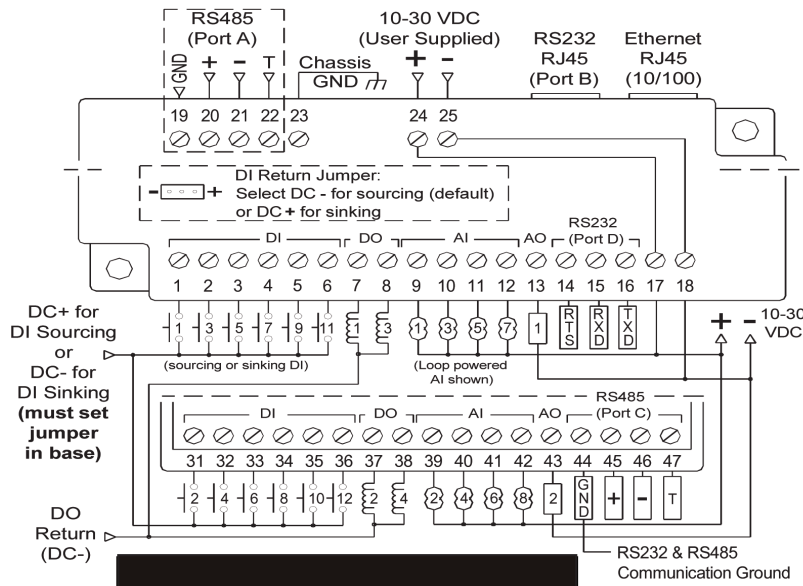 RS485
(Port A)
10-30 VDC
(User Supplied)
RS232
RJ45
(Port B)
Ethernet
RJ45
(10/100)
GND + - T
Chassis
GND
+ -
19 20 21 22 23 24 25
DI Return Jumper:
- + Select DC - for sourcing (default)
or DC + for sinking
DI DO AI AO RS232
(Port D)
1 2 3 4 5 6 7 8 9 10 11 12 13 14 15 16 17 18
1 3 5 7 9 11 1 3 1 3 5 7 1 RTS RXD TXD
+ - 10-30
VDC
DC+ for
DI Sourcing
or
DC- for
DI Sinking
(must set
jumper
in base)
(sourcing or sinking DI)
(Loop powered
AI shown)
DI DO AI AO RS485
(Port C)
31 32 33 34 35 36 37 38 39 40 41 42 43 44 45 46 47
2 4 6 8 10 12 2 4 2 4 6 8 2 GND + - T
DO
Return
(DC-)
RS232 & RS485
Communication Ground